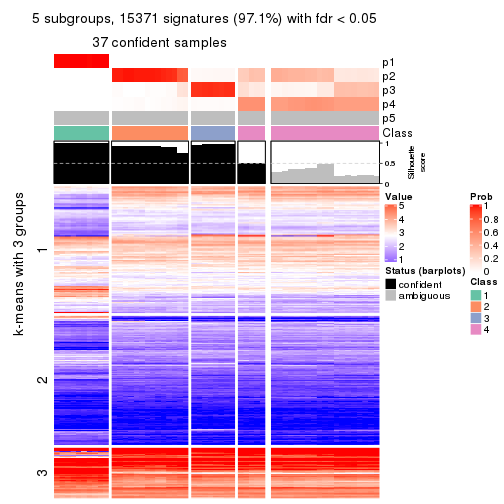 5 subgroups, 15371 signatures (97.1%) with fdr < 0.05
37 confident samples
p1
p2
p3
p4
p5
Class
1
0.5
0
Silhouette
score
k-means with 3 groups
1
2
3
Value
5
4
3
2
1
Status (barplots)
confident
ambiguous
Prob
1
0.8
0.6
0.4
0.2
0
Class
1
2
3
4